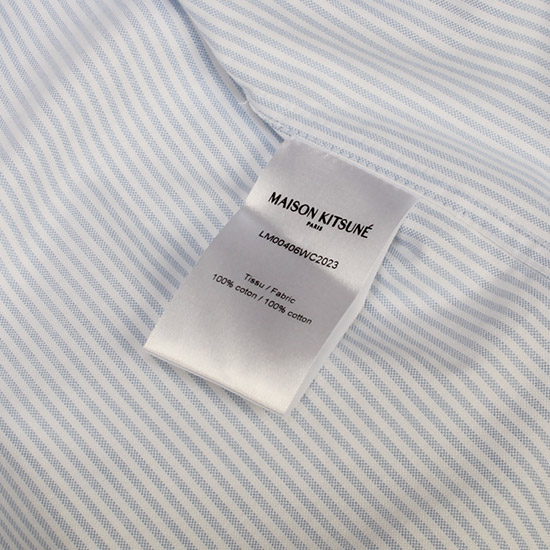 MAISON KITSUNÉ
PARIS
LM00406WC2023
Tissu / Fabric
100% coton / 100% cotton